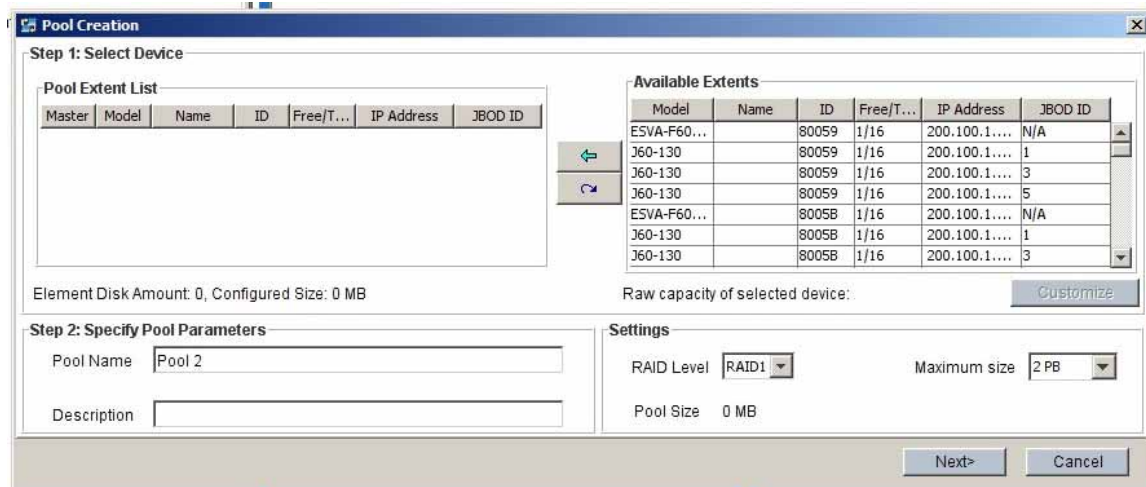 Pool Creation
Step 1: Select Device
Pool Extent List
Master Model Name ID Free/T... IP Address JBOD ID
Available Extents
Model Name ID Free/T... IP Address JBOD ID
ESVA-F60... 80059 1/16 200.100.1.... N/A
J60-130 80059 1/16 200.100.1.... 1
J60-130 80059 1/16 200.100.1.... 3
J60-130 80059 1/16 200.100.1.... 5
ESVA-F60... 8005B 1/16 200.100.1.... N/A
J60-130 8005B 1/16 200.100.1.... 1
J60-130 8005B 1/16 200.100.1.... 3
Element Disk Amount: 0, Configured Size: 0 MB
Raw capacity of selected device:
Customize
Step 2: Specify Pool Parameters
Pool Name Pool 2
Description
Settings
RAID Level RAID1 Maximum size 2 PB
Pool Size 0 MB
Next> Cancel